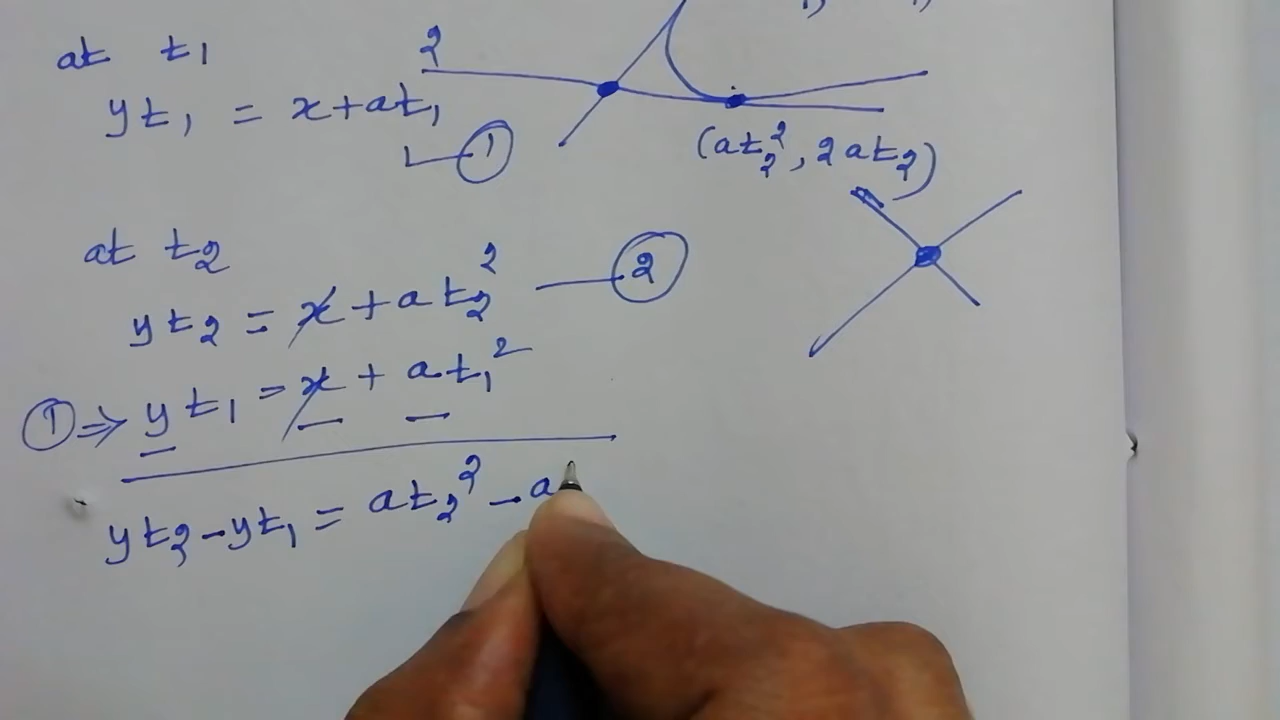 at t₁
yt₁ = x + at₁²
①
(at₂², 2at₂)
at t₂
yt₂ = x + at₂² — ②
① ⇒ yt₁ = x + at₁²
yt₂ - yt₁ = at₂² - a